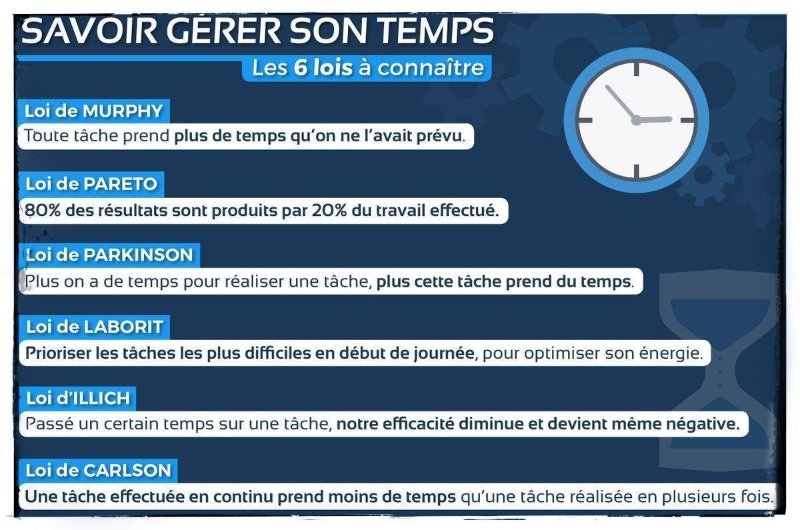 SAVOIR GÉRER SON TEMPS
Les 6 lois à connaître
Loi de MURPHY
Toute tâche prend plus de temps qu'on ne l'avait prévu.
Loi de PARETO
80% des résultats sont produits par 20% du travail effectué.
Loi de PARKINSON
Plus on a de temps pour réaliser une tâche, plus cette tâche prend du temps.
Loi de LABORIT
Prioriser les tâches les plus difficiles en début de journée, pour optimiser son énergie.
Loi d'ILLICH
Passé un certain temps sur une tâche, notre efficacité diminue et devient même négative.
Loi de CARLSON
Une tâche effectuée en continu prend moins de temps qu'une tâche réalisée en plusieurs fois.